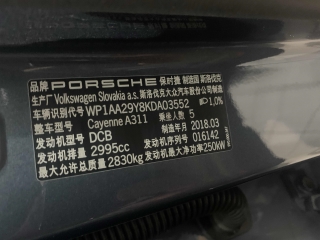 品牌 PORSCHE 保时捷 制造国 斯洛伐克
生产厂 Volkswagen Slovakia a.s.斯洛伐克大众汽车股份公司制造
车辆识别代号 WP1AA29Y8KDA03552 1,0%
整车型号 Cayenne A311 乘坐人数 5
发动机型号 DCB 制造年月 2018.03
发动机排量 2995cc 发动机序号 016142
最大允许总质量 2830kg 发动机最大净功率 250kW